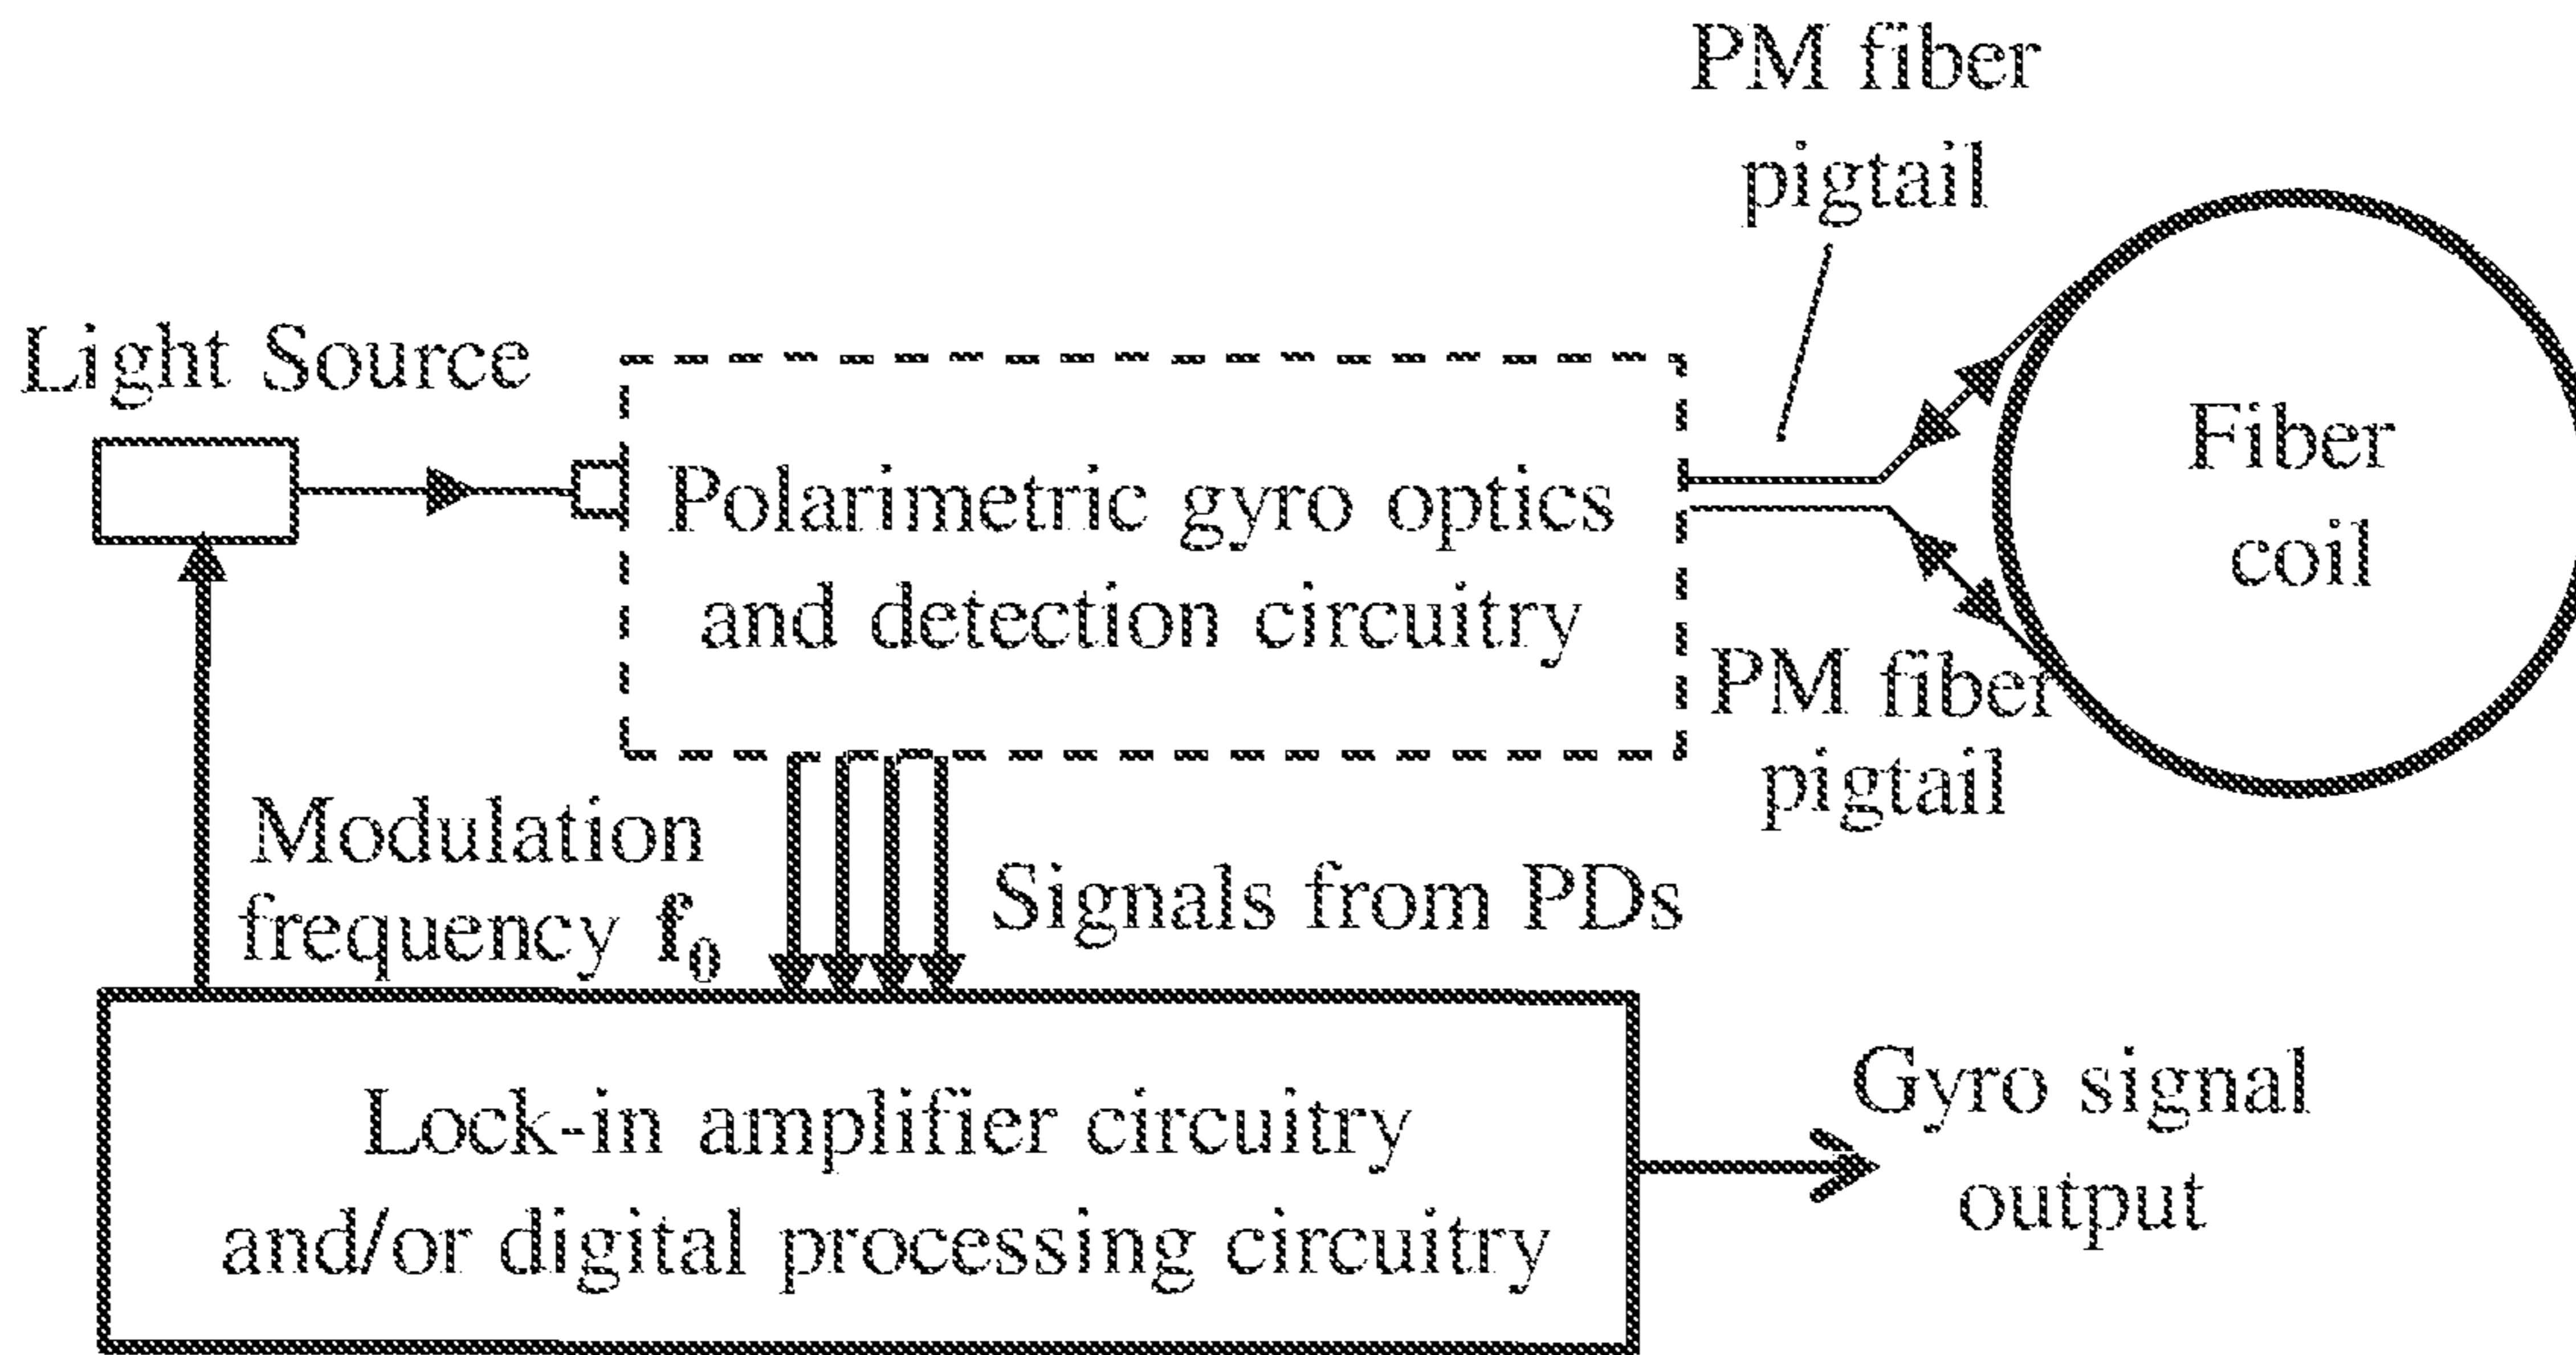 PM fiber
pigtail
Light Source
Polarimetric gyro optics
and detection circuitry
Fiber
coil
PM fiber
pigtail
Modulation
frequency f₀
Signals from PDs
Lock-in amplifier circuitry
and/or digital processing circuitry
Gyro signal
output